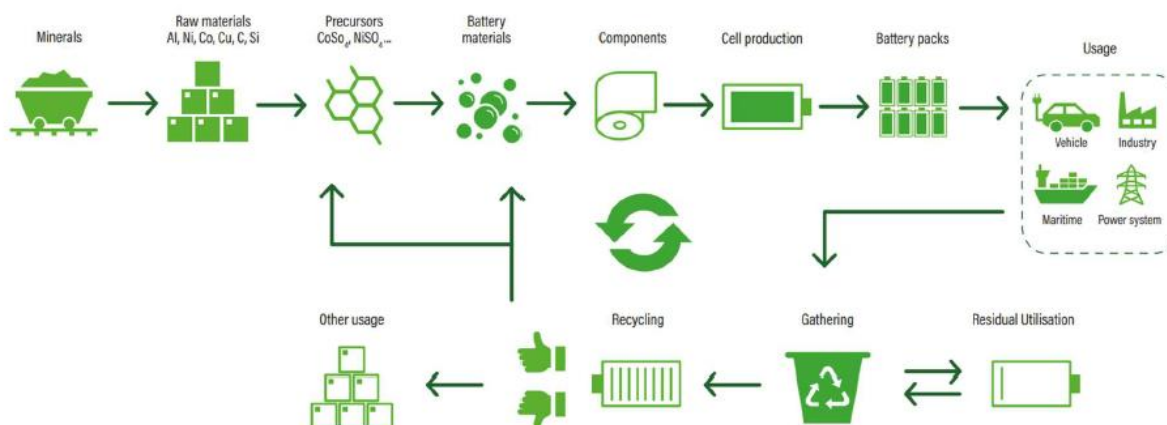 Minerals
Raw materials
Al, Ni, Co, Cu, C, Si
Precursors
CoSo₄, NiSO₄...
Battery
materials
Components
Cell production
Battery packs
Usage
Vehicle
Industry
Maritime
Power system
Other usage
Recycling
Gathering
Residual Utilisation